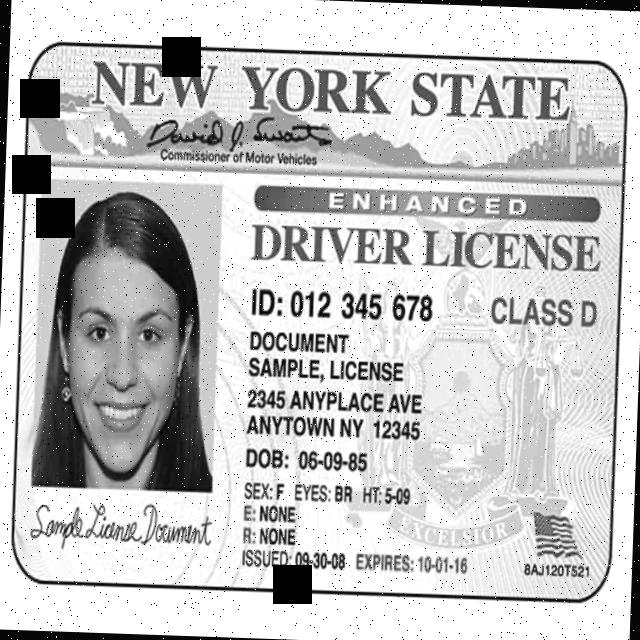 NEW YORK STATE
David J. Swarts
Commissioner of Motor Vehicles
ENHANCED
DRIVER LICENSE
ID: 012 345 678 CLASS D
DOCUMENT
SAMPLE, LICENSE
2345 ANYPLACE AVE
ANYTOWN NY 12345
DOB: 06-09-85
SEX: F EYES: BR HT: 5-09
E: NONE
R: NONE
ISSUED: 09-30-08 EXPIRES: 10-01-16
Sample License Document
EXCELSIOR
8AJ120T521